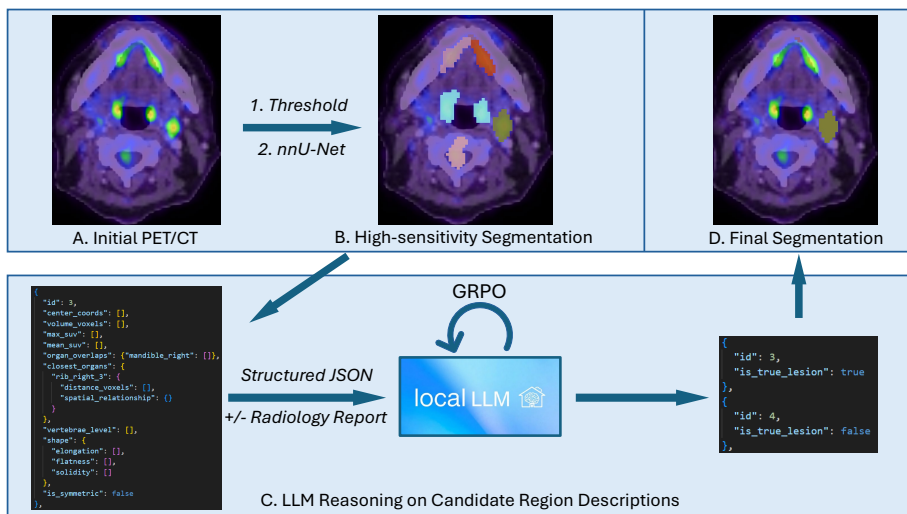 1. Threshold
2. nnU-Net
A. Initial PET/CT
B. High-sensitivity Segmentation
D. Final Segmentation
{
"id": 3,
"center_coords": [],
"volume_voxels": [],
"max_suv": [],
"mean_suv": [],
"organ_overlaps": {"mandible_right": []},
"closest_organs": {
"rib_right_3": {
"distance_voxels": [],
"spatial_relationship": {}
}
},
"vertebrae_level": [],
"shape": {
"elongation": [],
"flatness": [],
"solidity": []
},
"is_symmetric": false
},
Structured JSON
+/- Radiology Report
GRPO
local LLM
{
"id": 3,
"is_true_lesion": true
},
{
"id": 4,
"is_true_lesion": false
},
C. LLM Reasoning on Candidate Region Descriptions